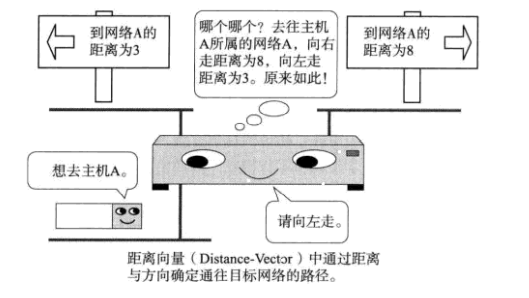 到网络A的
距离为3
哪个哪个？去往主机
A所属的网络A，向右
走距离为8，向左走
距离为3。原来如此！
到网络A的
距离为8
想去主机A。
请向左走。
距离向量（Distance-Vector）中通过距离
与方向确定通往目标网络的路径。